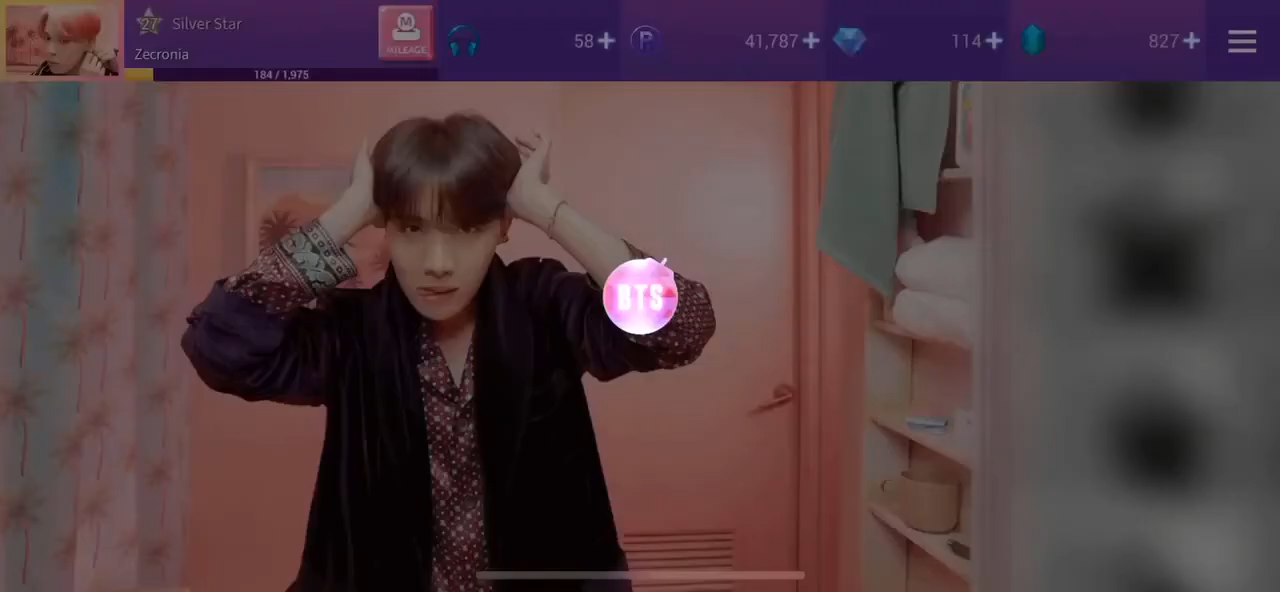 27 Silver Star
Zecronia
184 / 1,975
M
MILEAGE
58
P
41,787
114
827
BTS